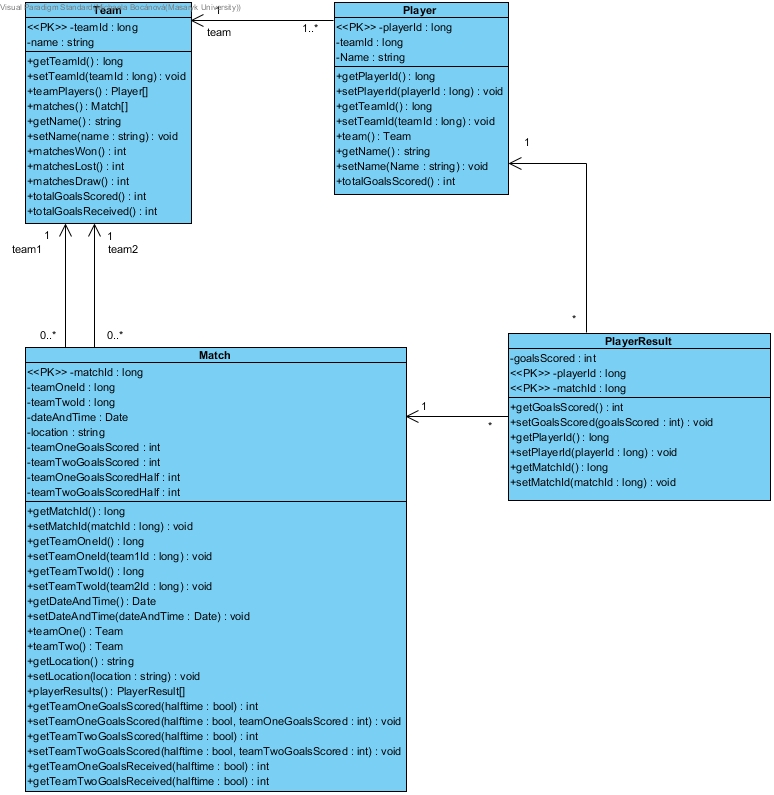 Visual Paradigm Standard(Michaela Bocánová(Masaryk University))
Team
<<PK>> -teamId : long
-name : string
+getTeamId() : long
+setTeamId(teamId : long) : void
+teamPlayers() : Player[]
+matches() : Match[]
+getName() : string
+setName(name : string) : void
+matchesWon() : int
+matchesLost() : int
+matchesDraw() : int
+totalGoalsScored() : int
+totalGoalsReceived() : int
1
team
1..*
Player
<<PK>> -playerId : long
-teamId : long
-Name : string
+getPlayerId() : long
+setPlayerId(playerId : long) : void
+getTeamId() : long
+setTeamId(teamId : long) : void
+team() : Team
+getName() : string
+setName(Name : string) : void
+totalGoalsScored() : int
1
*
1
team1
1
team2
0..*
0..*
PlayerResult
-goalsScored : int
<<PK>> -playerId : long
<<PK>> -matchId : long
+getGoalsScored() : int
+setGoalsScored(goalsScored : int) : void
+getPlayerId() : long
+setPlayerId(playerId : long) : void
+getMatchId() : long
+setMatchId(matchId : long) : void
1
*
Match
<<PK>> -matchId : long
-teamOneId : long
-teamTwoId : long
-dateAndTime : Date
-location : string
-teamOneGoalsScored : int
-teamTwoGoalsScored : int
-teamOneGoalsScoredHalf : int
-teamTwoGoalsScoredHalf : int
+getMatchId() : long
+setMatchId(matchId : long) : void
+getTeamOneId() : long
+setTeamOneId(team1Id : long) : void
+getTeamTwoId() : long
+setTeamTwoId(team2Id : long) : void
+getDateAndTime() : Date
+setDateAndTime(dateAndTime : Date) : void
+teamOne() : Team
+teamTwo() : Team
+getLocation() : string
+setLocation(location : string) : void
+playerResults() : PlayerResult[]
+getTeamOneGoalsScored(halftime : bool) : int
+setTeamOneGoalsScored(halftime : bool, teamOneGoalsScored : int) : void
+getTeamTwoGoalsScored(halftime : bool) : int
+setTeamTwoGoalsScored(halftime : bool, teamTwoGoalsScored : int) : void
+getTeamOneGoalsReceived(halftime : bool) : int
+getTeamTwoGoalsReceived(halftime : bool) : int